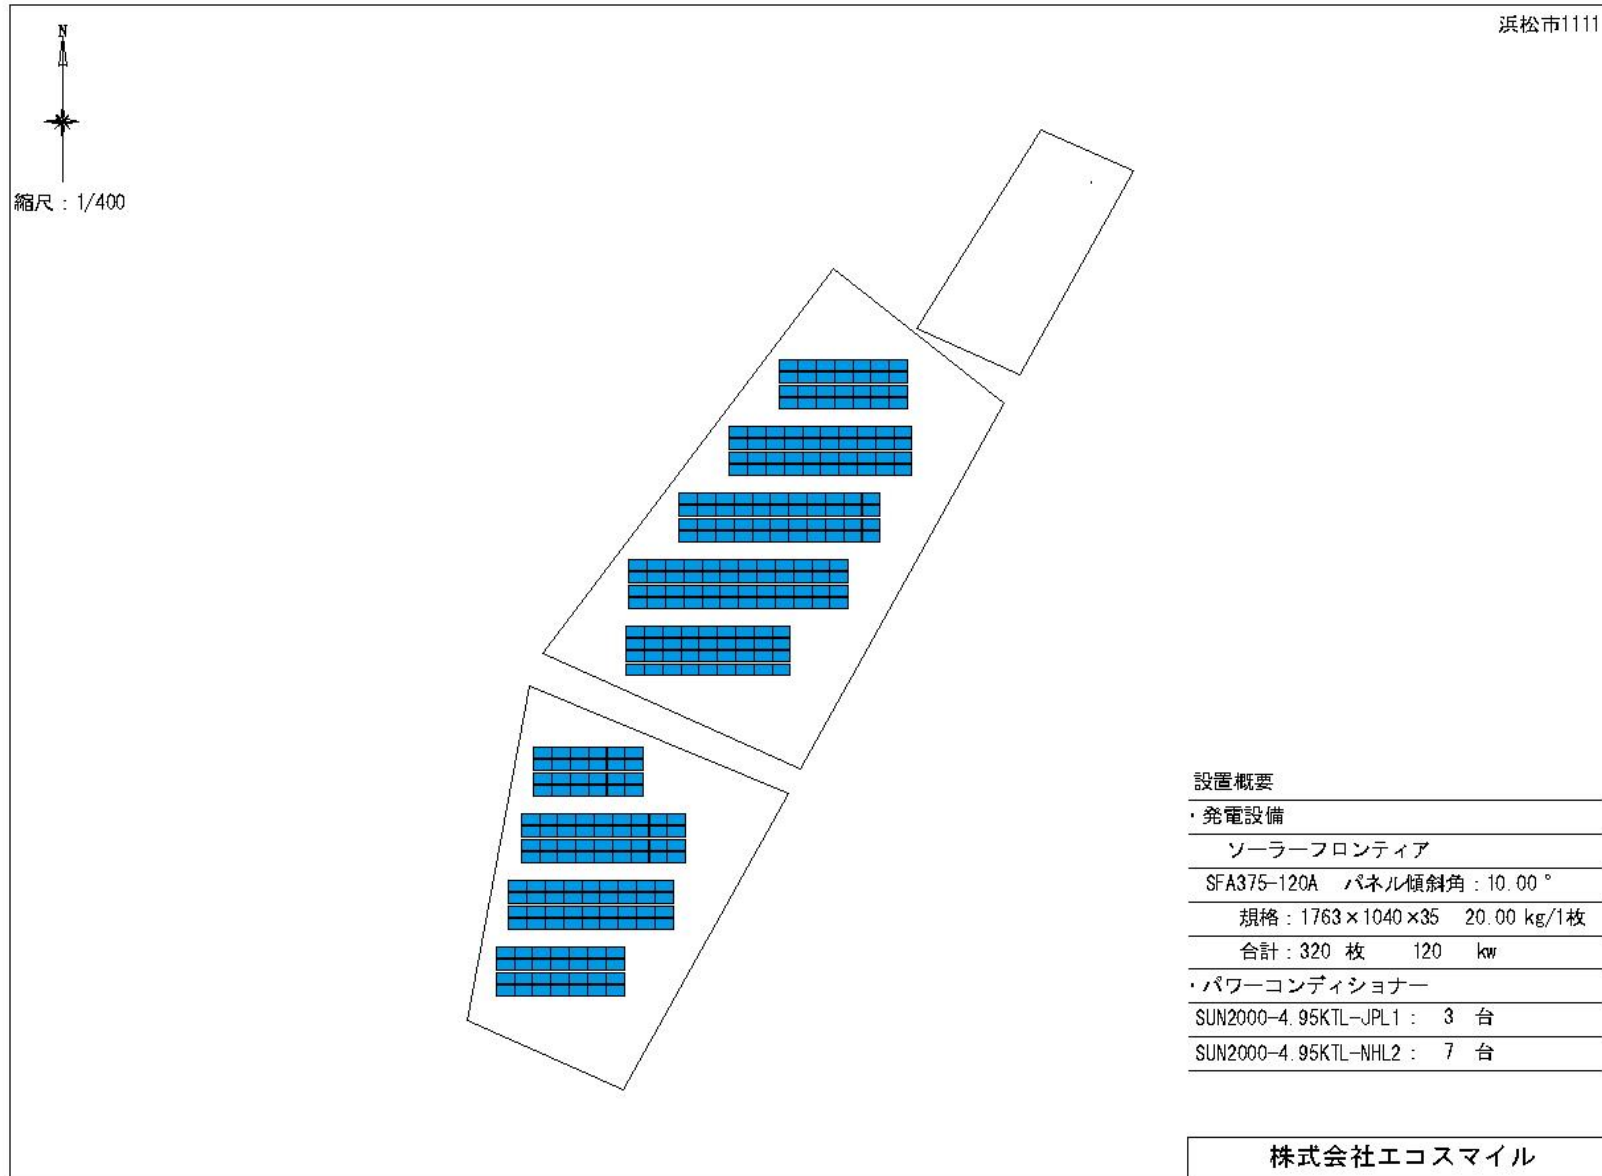 浜松市1111
N
縮尺：1/400
設置概要
・発電設備
ソーラーフロンティア
SFA375-120A パネル傾斜角：10.00°
規格：1763×1040×35 20.00 kg/1枚
合計：320 枚 120 kw
・パワーコンディショナー
SUN2000-4.95KTL-JPL1： 3 台
SUN2000-4.95KTL-NHL2： 7 台
株式会社エコスマイル